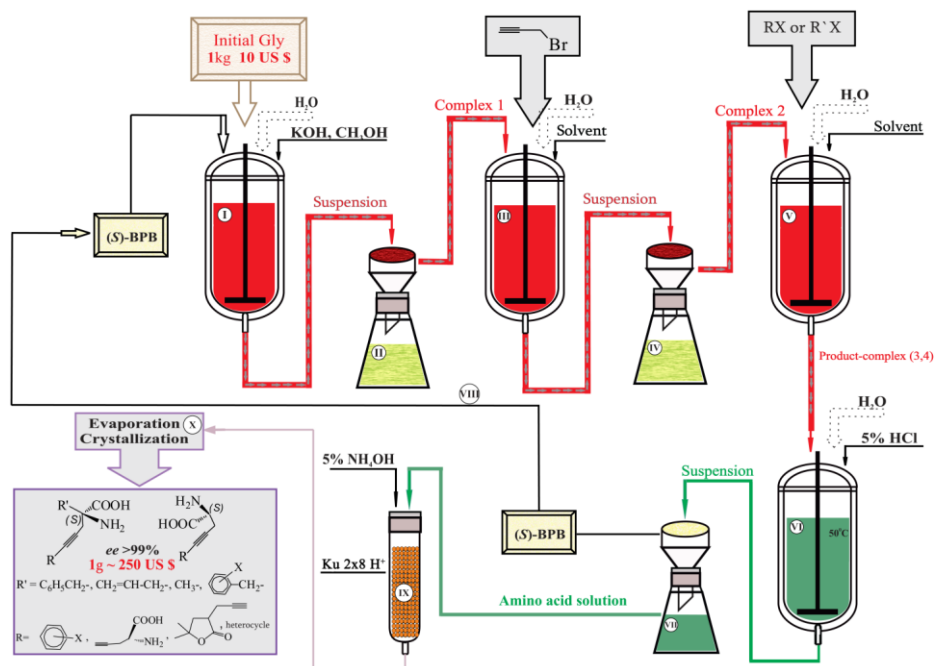 Initial Gly
1kg 10 US $
Br
RX or R`X
H₂O
KOH, CH₃OH
Complex 1
H₂O
Solvent
Complex 2
H₂O
Solvent
(S)-BPB
I
Suspension
II
III
Suspension
IV
V
Product-complex (3,4)
VIII
H₂O
5% HCl
Evaporation
Crystallization
X
5% NH₄OH
Suspension
(S)-BPB
VI
50°C
Ku 2x8 H⁺
IX
Amino acid solution
VII
R'
COOH
(S)
NH₂
R
H₂N
(S)
HOOC
R
ee >99%
1g ~ 250 US $
R' = C₆H₅CH₂-, CH₂=CH-CH₂-, CH₃-, X CH₂-
R= X , COOH NH₂ , O O , heterocycle